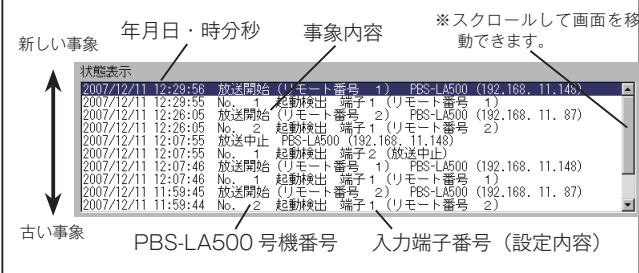 年月日・時分秒
事象内容
※スクロールして画面を移
動できます。
新しい事象
状態表示
2007/12/11 12:29:56 放送開始 (リモート番号 1) PBS-LA500 (192.168. 11.148)
2007/12/11 12:29:55 No. 1 起動検出 端子1 (リモート番号 1)
2007/12/11 12:26:05 放送開始 (リモート番号 2) PBS-LA500 (192.168. 11. 87)
2007/12/11 12:26:05 No. 2 起動検出 端子1 (リモート番号 2)
2007/12/11 12:07:55 放送中止 PBS-LA500 (192.168. 11.148)
2007/12/11 12:07:55 No. 1 起動検出 端子2 (放送中止)
2007/12/11 12:07:46 放送開始 (リモート番号 1) PBS-LA500 (192.168. 11.148)
2007/12/11 12:07:46 No. 1 起動検出 端子1 (リモート番号 1)
2007/12/11 11:59:45 放送開始 (リモート番号 2) PBS-LA500 (192.168. 11. 87)
2007/12/11 11:59:44 No. 2 起動検出 端子1 (リモート番号 2)
古い事象
PBS-LA500 号機番号
入力端子番号（設定内容）